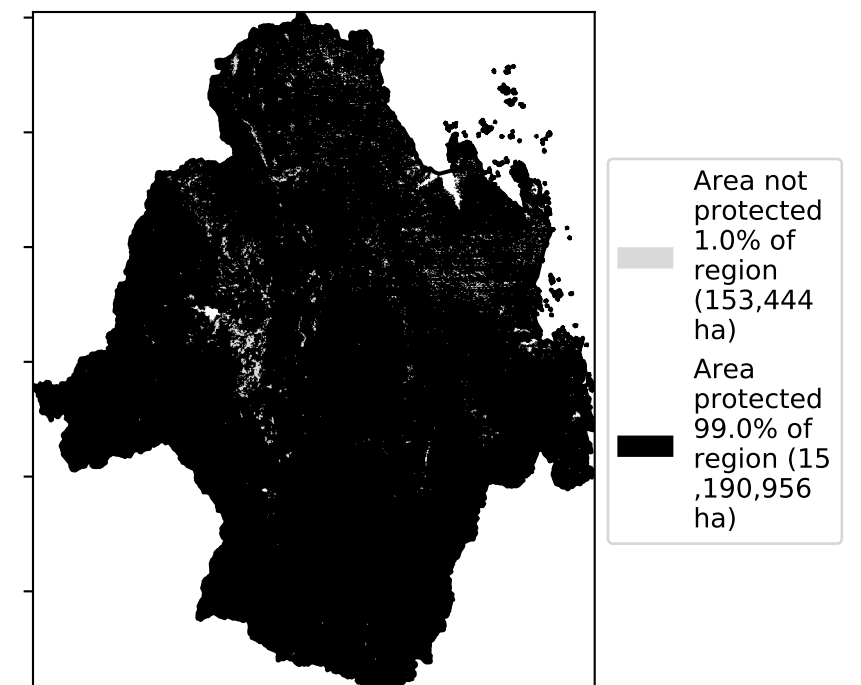 Area not
protected
1.0% of
region
(153,444
ha)
Area
protected
99.0% of
region (15
,190,956
ha)